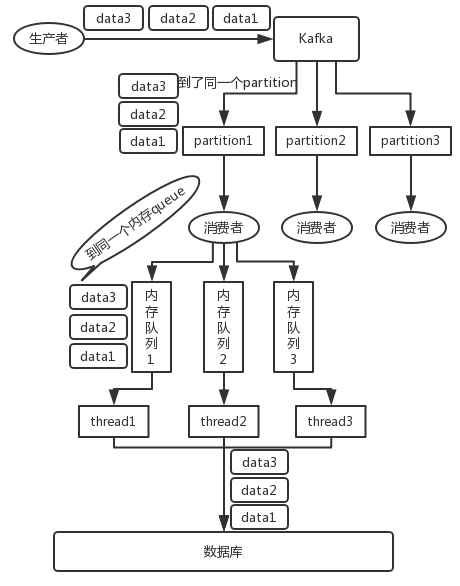 data3 data2 data1
生产者
Kafka
到了同一个partition
data3
data2
data1
partition1 partition2 partition3
到同一个内存queue
消费者 消费者 消费者
data3
data2
data1
内存队列1
内存队列2
内存队列3
thread1 thread2 thread3
data3
data2
data1
数据库